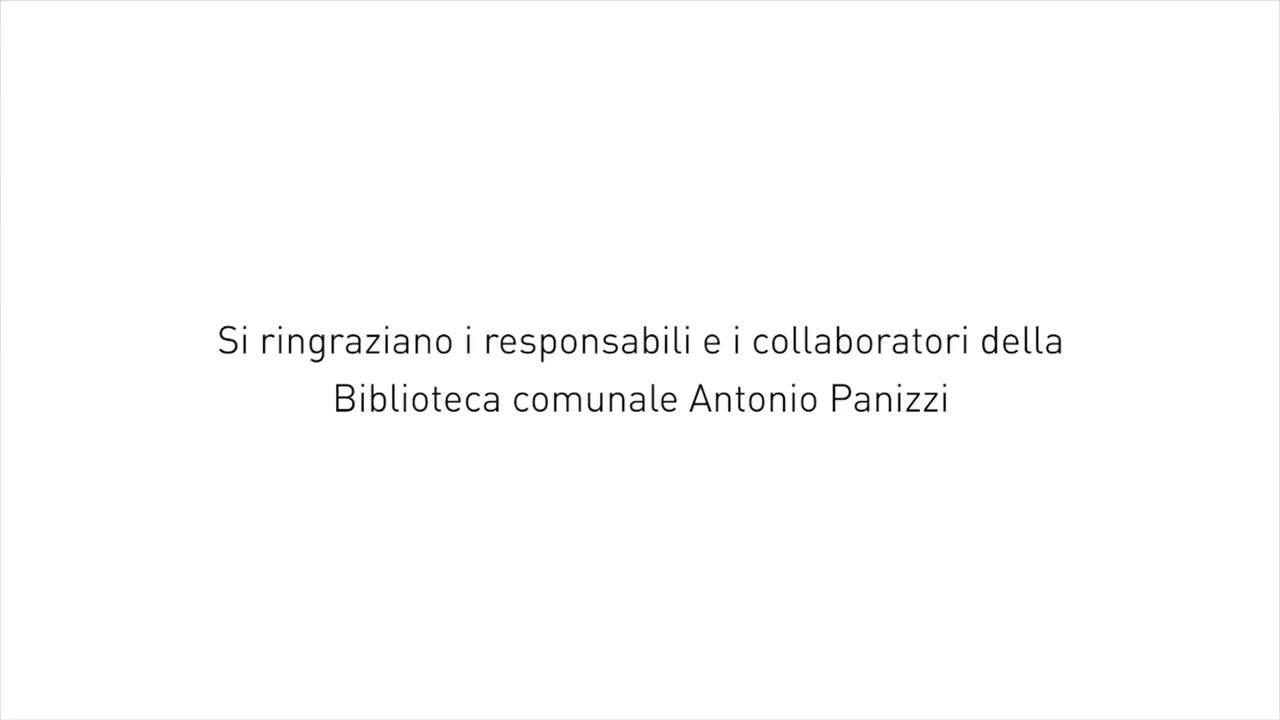 Si ringraziano i responsabili e i collaboratori della
Biblioteca comunale Antonio Panizzi